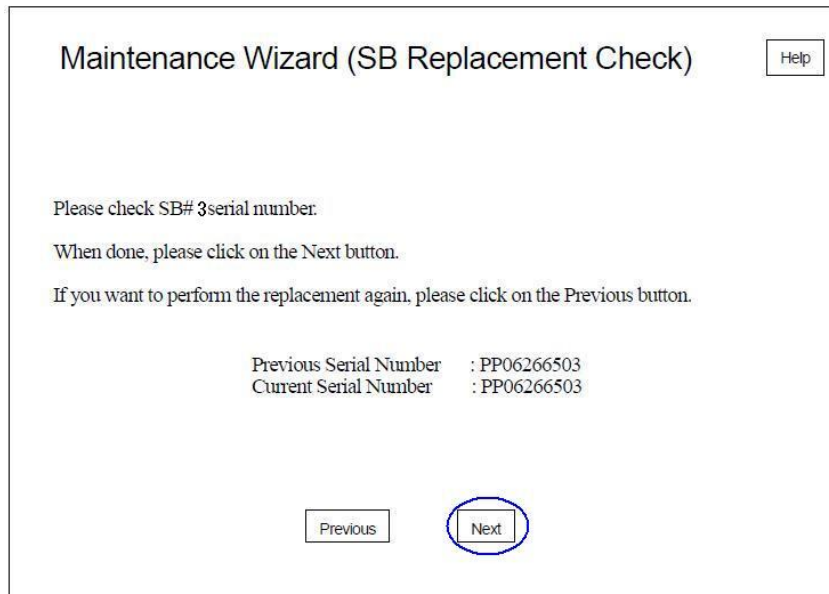 Maintenance Wizard (SB Replacement Check)
Help
Please check SB# 3serial number.
When done, please click on the Next button.
If you want to perform the replacement again, please click on the Previous button.
Previous Serial Number : PP06266503
Current Serial Number : PP06266503
Previous
Next